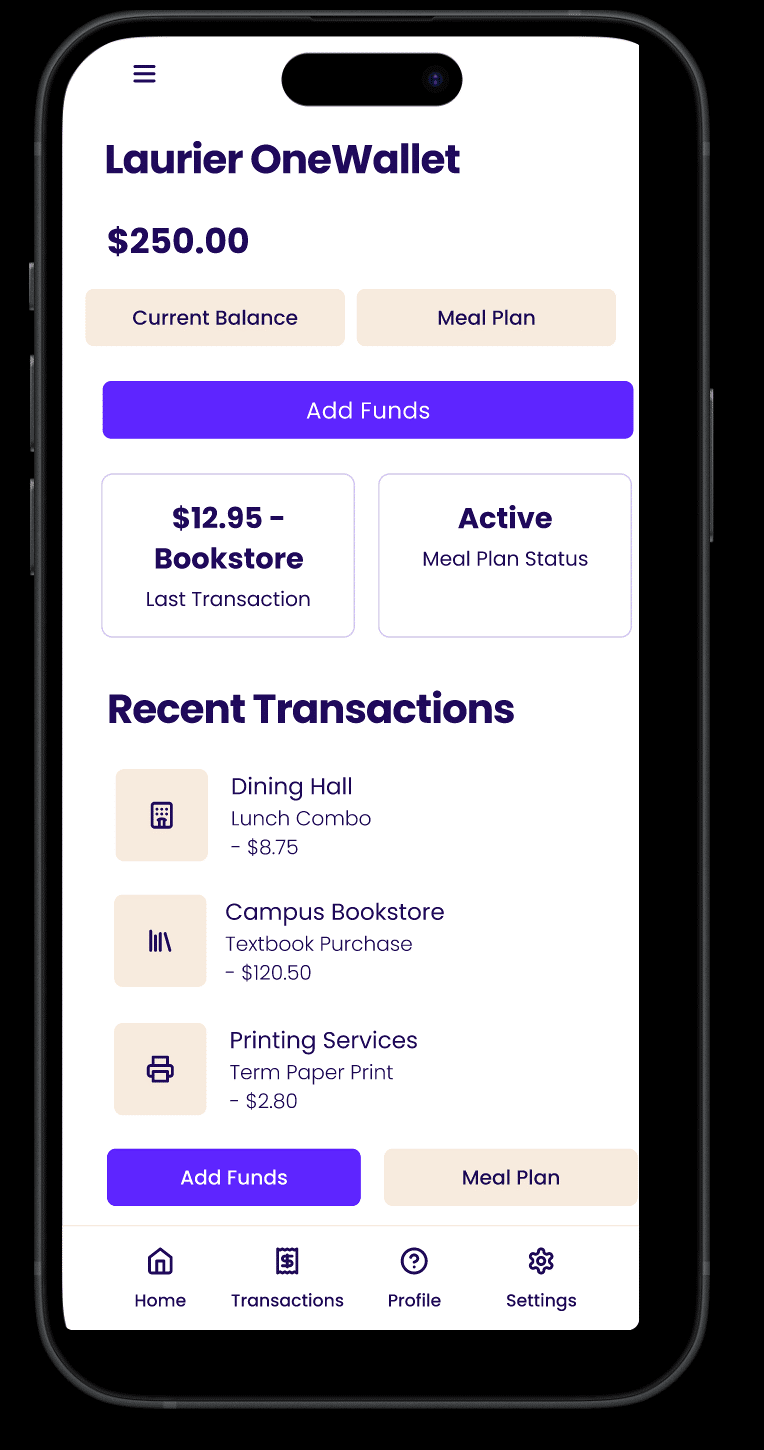 Laurier OneWallet
$250.00
Current Balance
Meal Plan
Add Funds
$12.95 -
Bookstore
Last Transaction
Active
Meal Plan Status
Recent Transactions
Dining Hall
Lunch Combo
- $8.75
Campus Bookstore
Textbook Purchase
- $120.50
Printing Services
Term Paper Print
- $2.80
Add Funds
Meal Plan
Home
Transactions
Profile
Settings